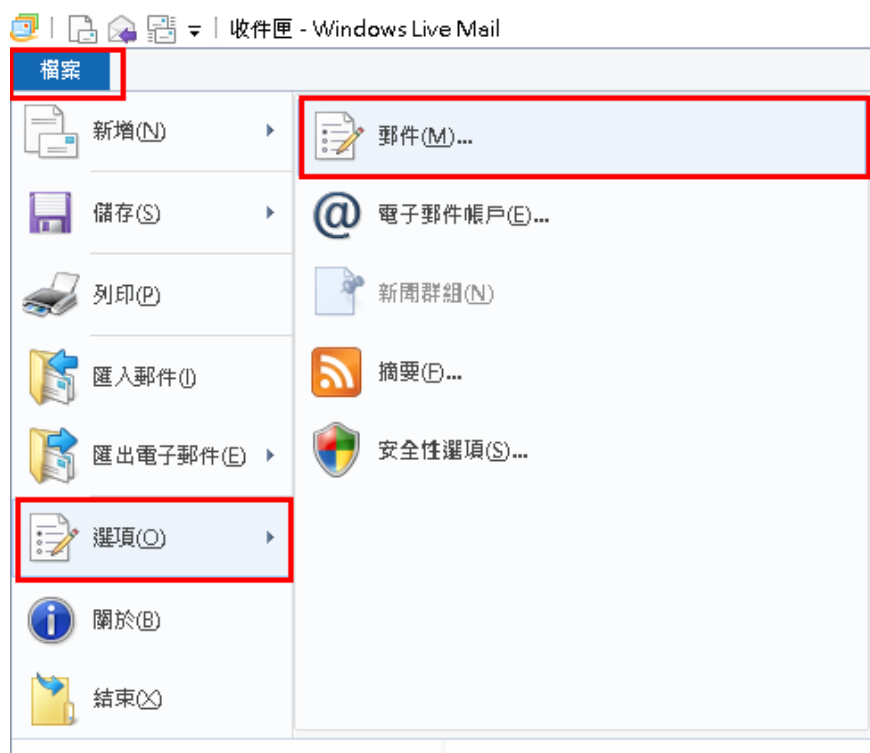 收件匣 - Windows Live Mail
檔案
新增(N)
儲存(S)
列印(P)
匯入郵件(I)
匯出電子郵件(E)
選項(O)
關於(B)
結束(X)
郵件(M)...
電子郵件帳戶(E)...
新聞群組(N)
摘要(F)...
安全性選項(S)...